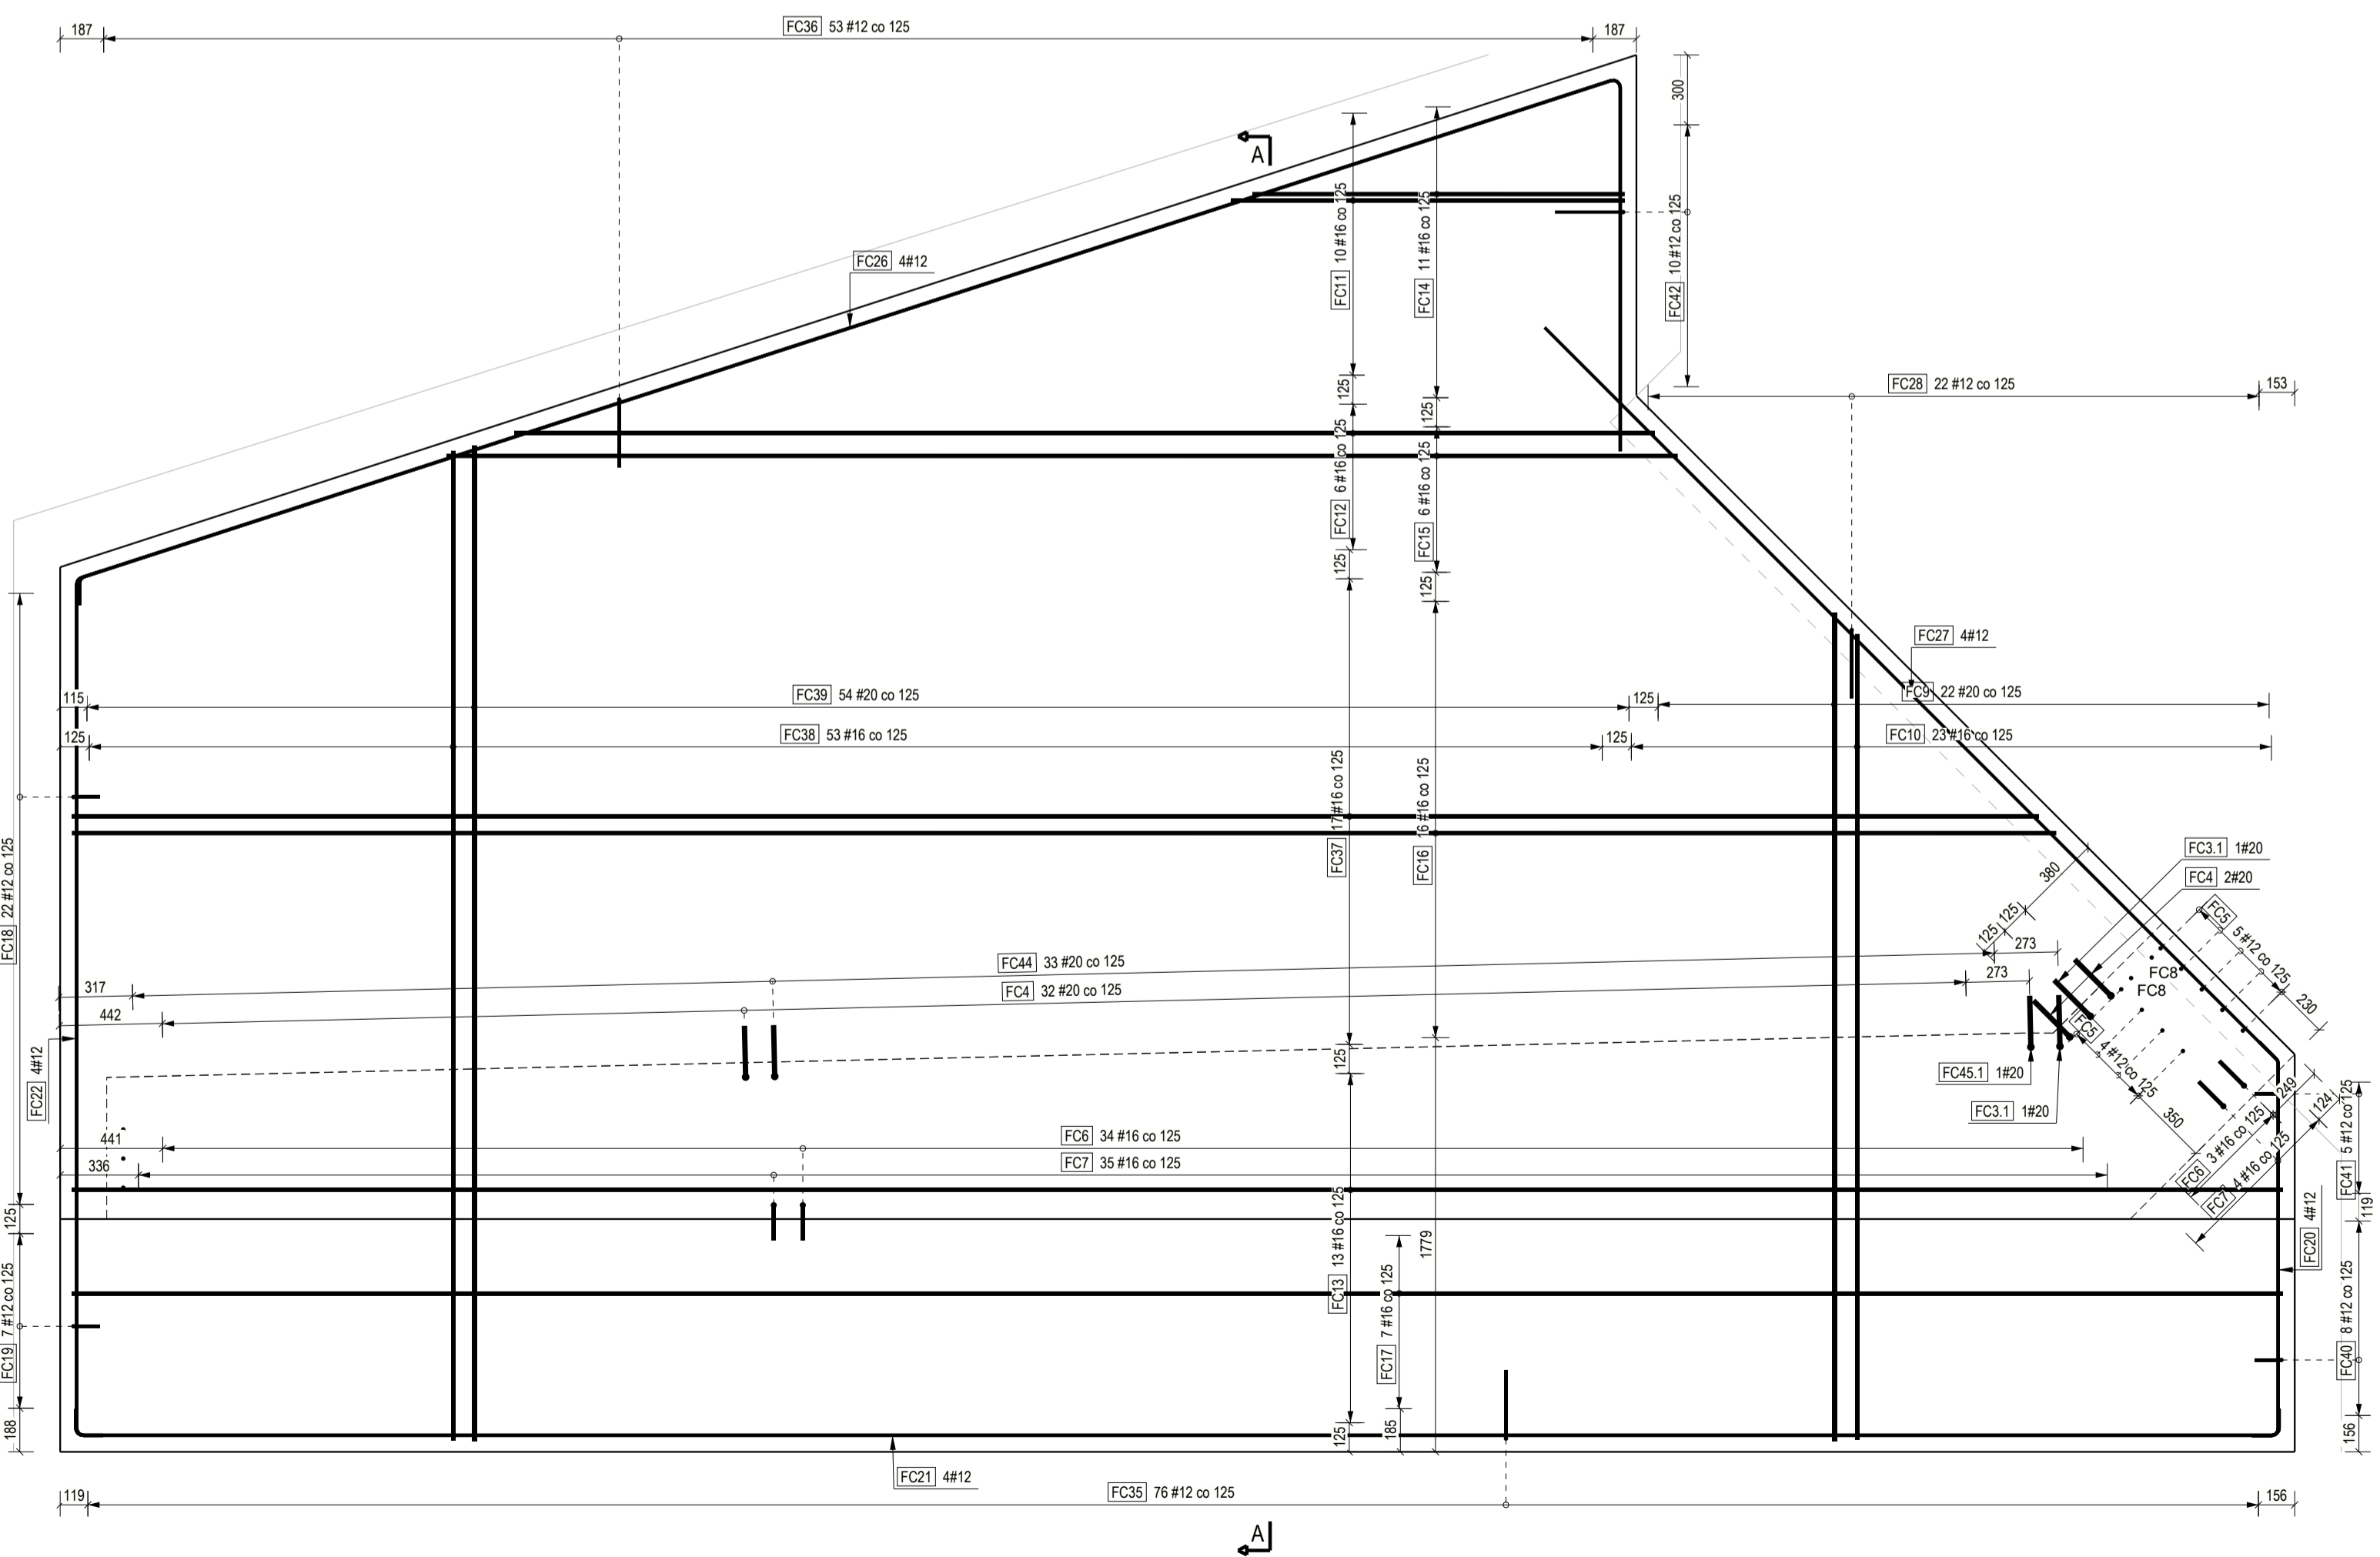 187
FC36 53 #12 co 125
187
300
A
FC11 10 #16 co 125
FC14 11 #16 co 125
FC42 10 #12 co 125
FC26 4#12
125
125
FC28 22 #12 co 125
153
FC12 6 #16 co 125
FC15 6 #16 co 125
125
125
FC27 4#12
115
FC39 54 #20 co 125
125
FC9 22 #20 co 125
125
FC38 53 #16 co 125
125
FC10 23 #16 co 125
FC37 17 #16 co 125
FC16 16 #16 co 125
FC18 22 #12 co 125
FC3.1 1#20
380
FC4 2#20
125
125
FC5 5 #12 co 125
273
FC44 33 #20 co 125
317
273
FC4 32 #20 co 125
442
FC8
FC8
230
FC5 4 #12 co 125
125
FC22 4#12
FC45.1 1#20
FC3.1 1#20
350
249
124
441
FC6 34 #16 co 125
336
FC7 35 #16 co 125
FC6 3 #16 co 125
FC7 4 #16 co 125
FC41 5 #12 co 125
119
125
FC20 4#12
FC13 13 #16 co 125
1779
FC17 7 #16 co 125
FC19 7 #12 co 125
FC40 8 #12 co 125
188
125
185
156
FC21 4#12
119
FC35 76 #12 co 125
156
A